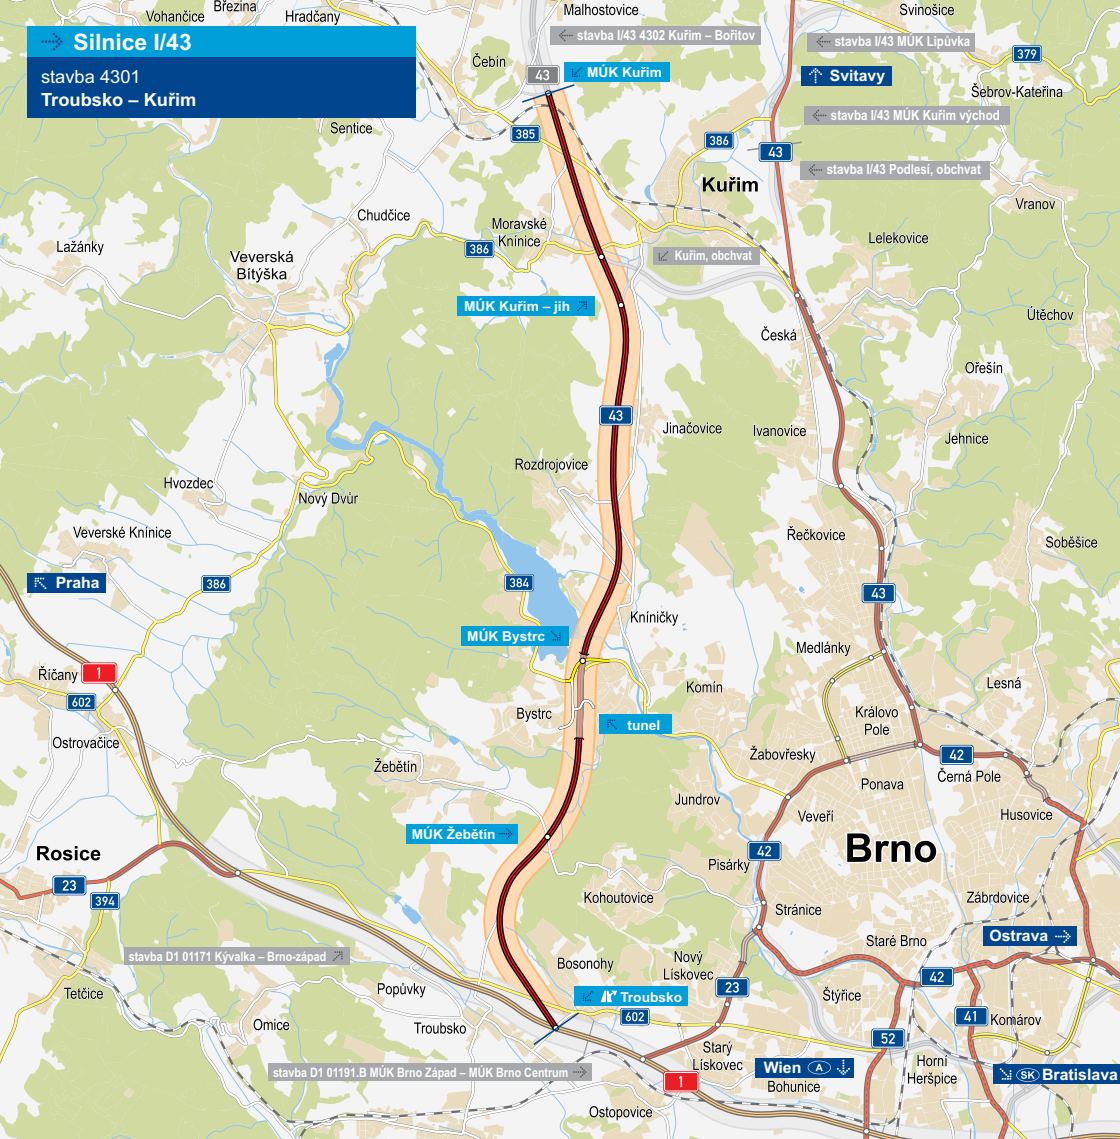 Vohančice
Březina
Hradčany
Malhostovice
Svinošice
Silnice I/43
stavba 4301
Troubsko – Kuřim
stavba I/43 4302 Kuřim – Bořitov
stavba I/43 MÚK Lipůvka
379
Čebín
43
MÚK Kuřim
Svitavy
Šebrov-Kateřina
stavba I/43 MÚK Kuřim východ
Sentice
385
386
43
Kuřim
stavba I/43 Podlesí, obchvat
Vranov
Chudčice
Moravské
Knínice
386
Lažánky
Veverská
Bítýška
Lelekovice
Kuřim, obchvat
MÚK Kuřim – jih
Útěchov
Česká
Ořešín
43
Jinačovice
Ivanovice
Jehnice
Rozdrojovice
Hvozdec
Nový Dvůr
Veverské Knínice
Řečkovice
Soběšice
Praha
386
384
43
Kníničky
MÚK Bystrc
Medlánky
Říčany
1
602
Komín
Lesná
Bystrc
tunel
Královo
Pole
Ostrovačice
Žabovřesky
42
Žebětín
Ponava
Černá Pole
Jundrov
Veveří
Husovice
MÚK Žebětín
Rosice
42
Brno
Pisárky
23
394
Kohoutovice
Zábrdovice
Stránice
Ostrava
Staré Brno
stavba D1 01171 Kývalka – Brno-západ
Bosonohy
Nový
Lískovec
42
Tetčice
Popůvky
23
Troubsko
Štýřice
602
41
Komárov
Omice
Troubsko
52
Starý
Lískovec
Horní
Heršpice
stavba D1 01191.B MÚK Brno Západ – MÚK Brno Centrum
1
Wien A
Bohunice
SK Bratislava
Ostopovice